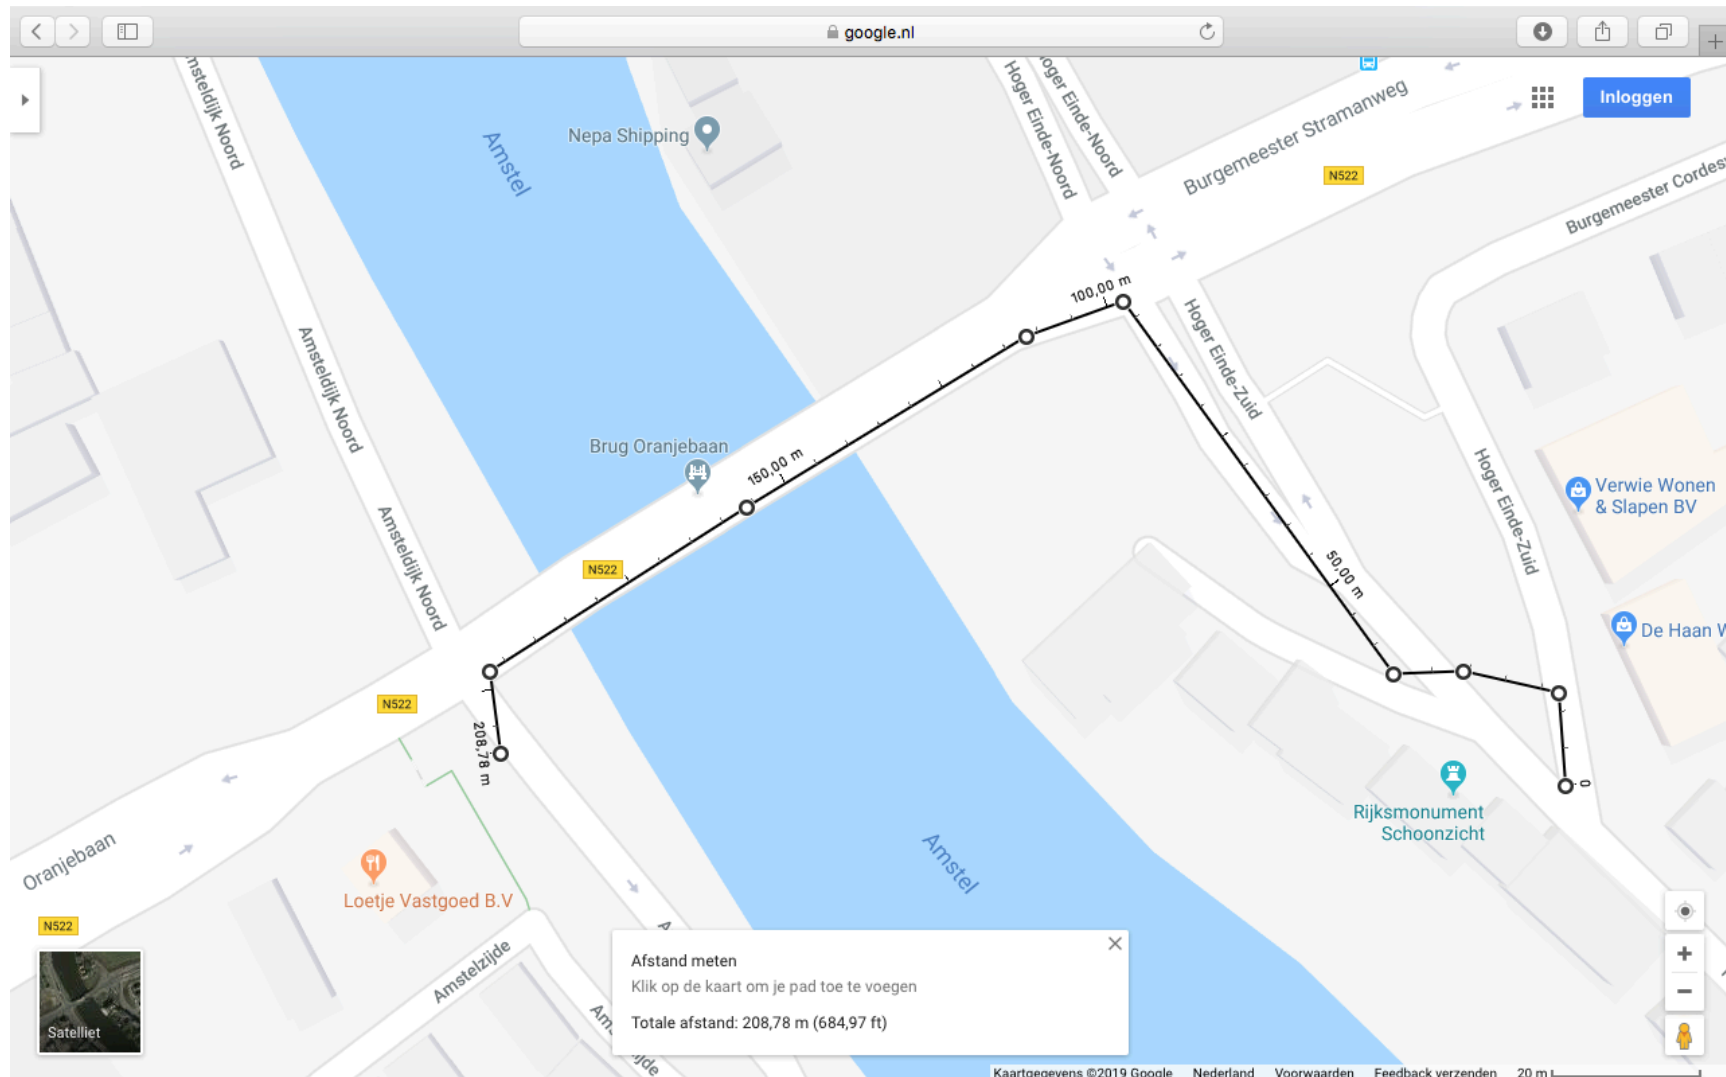 google.nl
Inloggen
Amsteldijk Noord
Amstel
Nepa Shipping
Hoger Einde-Noord
Hoger Einde-Noord
Burgemeester Stramanweg
N522
Burgemeester Cordes
100,00 m
Hoger Einde-Zuid
Amsteldijk Noord
Brug Oranjebaan
150,00 m
Hoger Einde-Zuid
Verwie Wonen
& Slapen BV
Amsteldijk Noord
N522
50,00 m
De Haan W
N522
208,78 m
0
Rijksmonument
Schoonzicht
Oranjebaan
Amstel
Loetje Vastgoed B.V
N522
Amstelzijde
Satelliet
Afstand meten
Klik op de kaart om je pad toe te voegen
Totale afstand: 208,78 m (684,97 ft)
Kaartgegevens ©2019 Google Nederland Voorwaarden Feedback verzenden 20 m